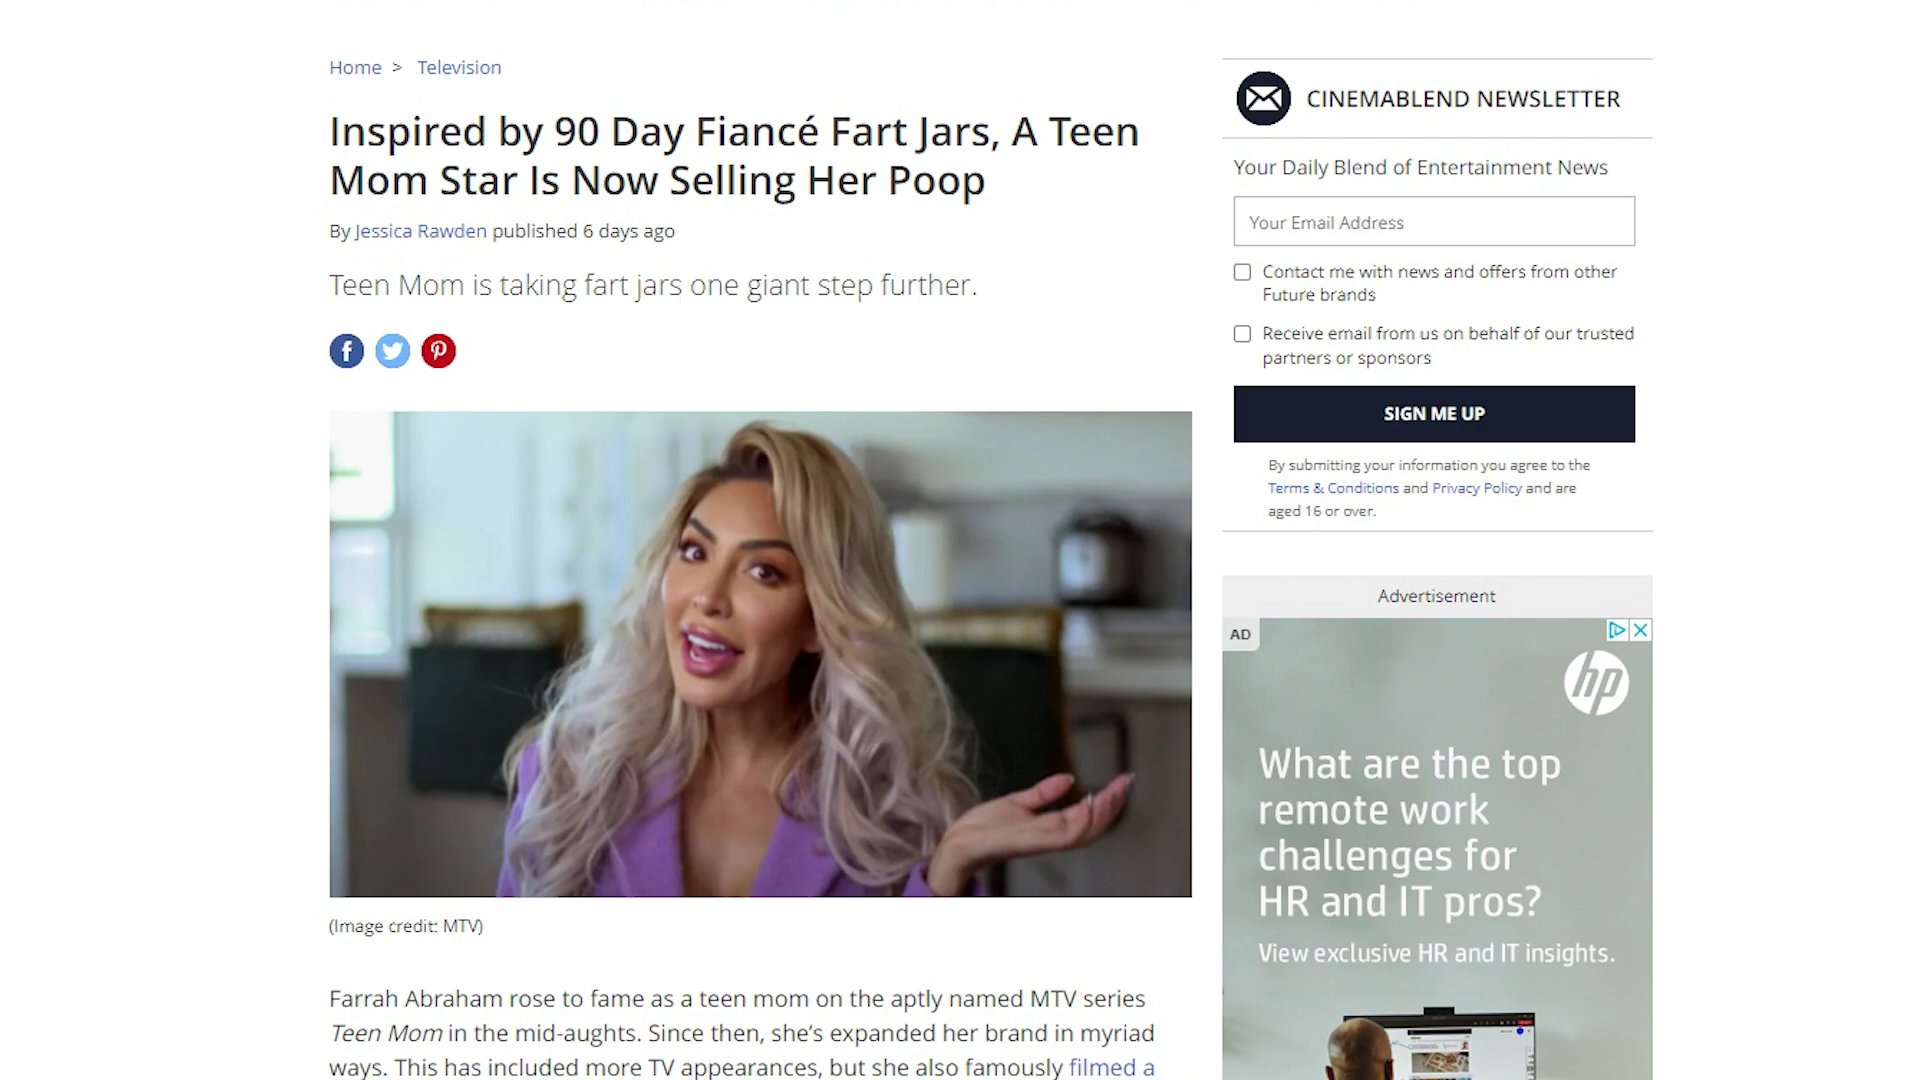 Home > Television
Inspired by 90 Day Fiancé Fart Jars, A Teen
Mom Star Is Now Selling Her Poop
By Jessica Rawden published 6 days ago
Teen Mom is taking fart jars one giant step further.
(Image credit: MTV)
Farrah Abraham rose to fame as a teen mom on the aptly named MTV series
Teen Mom in the mid-aughts. Since then, she's expanded her brand in myriad
ways. This has included more TV appearances, but she also famously filmed a
CINEMABLEND NEWSLETTER
Your Daily Blend of Entertainment News
Your Email Address
Contact me with news and offers from other
Future brands
Receive email from us on behalf of our trusted
partners or sponsors
SIGN ME UP
By submitting your information you agree to the
Terms & Conditions and Privacy Policy and are
aged 16 or over.
Advertisement
AD
hp
What are the top
remote work
challenges for
HR and IT pros?
View exclusive HR and IT insights.